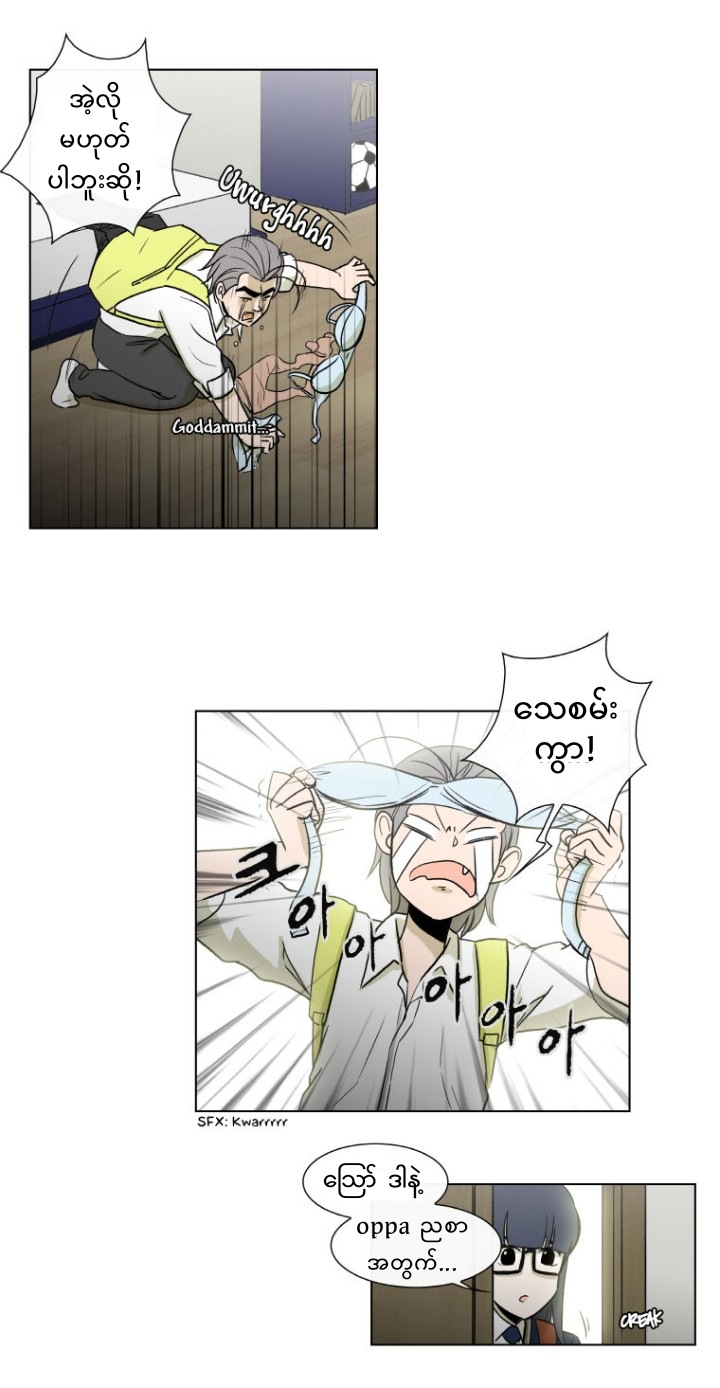 အဲ့လို
မဟုတ်
ပါဘူးဆို!
Uwurghhhh
Goddammit...
သေစမ်း
ကွာ!
크아아아아아
SFX: Kwarrrrr
ဩော် ဒါနဲ့
oppa ညစာ
အတွက်...
CREAK